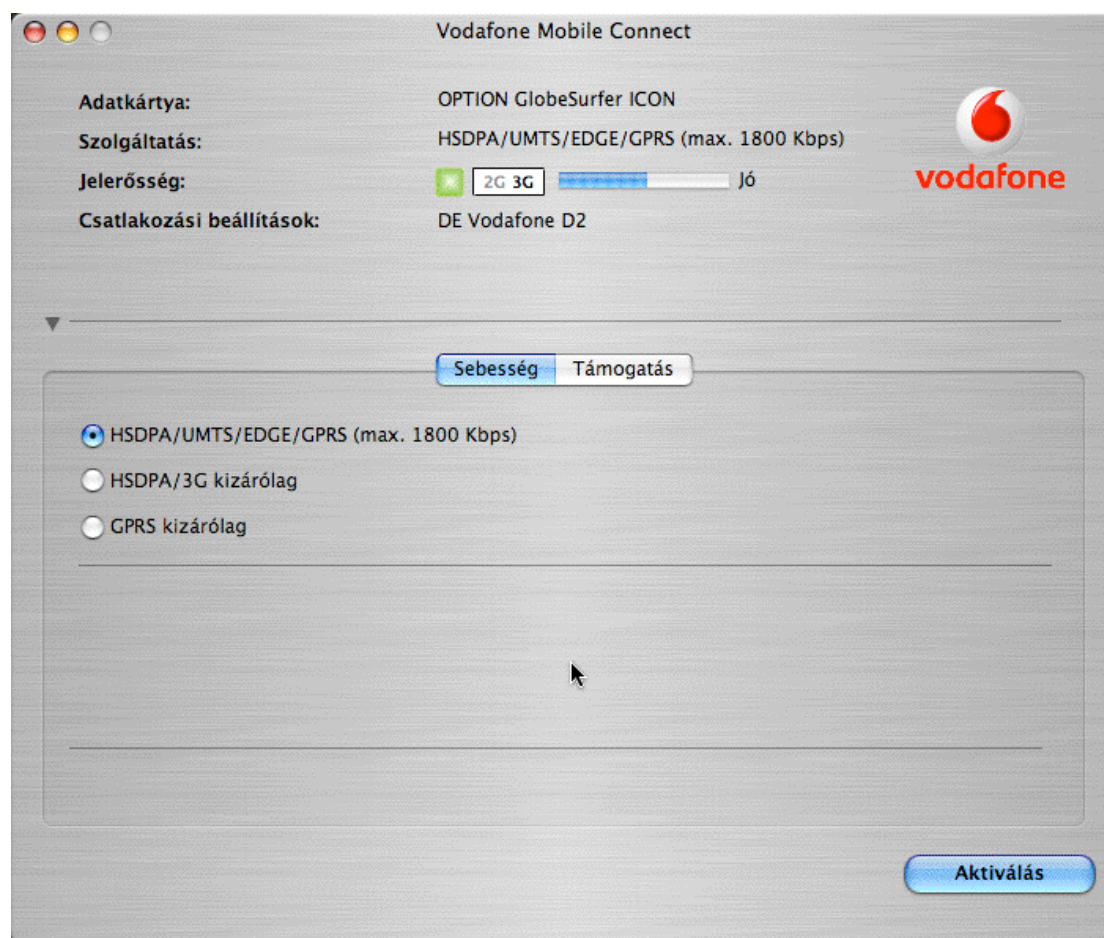 Vodafone Mobile Connect
Adatkártya: OPTION GlobeSurfer ICON
Szolgáltatás: HSDPA/UMTS/EDGE/GPRS (max. 1800 Kbps)
Jelerősség: 2G 3G Jó
vodafone
Csatlakozási beállítások: DE Vodafone D2
Sebesség Támogatás
HSDPA/UMTS/EDGE/GPRS (max. 1800 Kbps)
HSDPA/3G kizárólag
GPRS kizárólag
Aktiválás